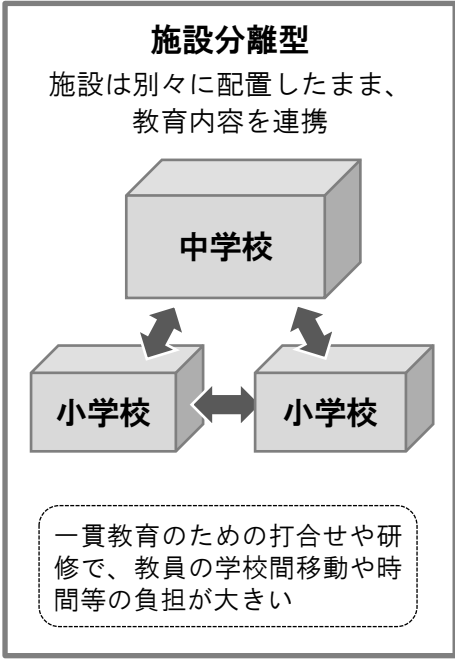 施設分離型
施設は別々に配置したまま、
教育内容を連携
中学校
小学校
小学校
一貫教育のための打合せや研
修で、教員の学校間移動や時
間等の負担が大きい